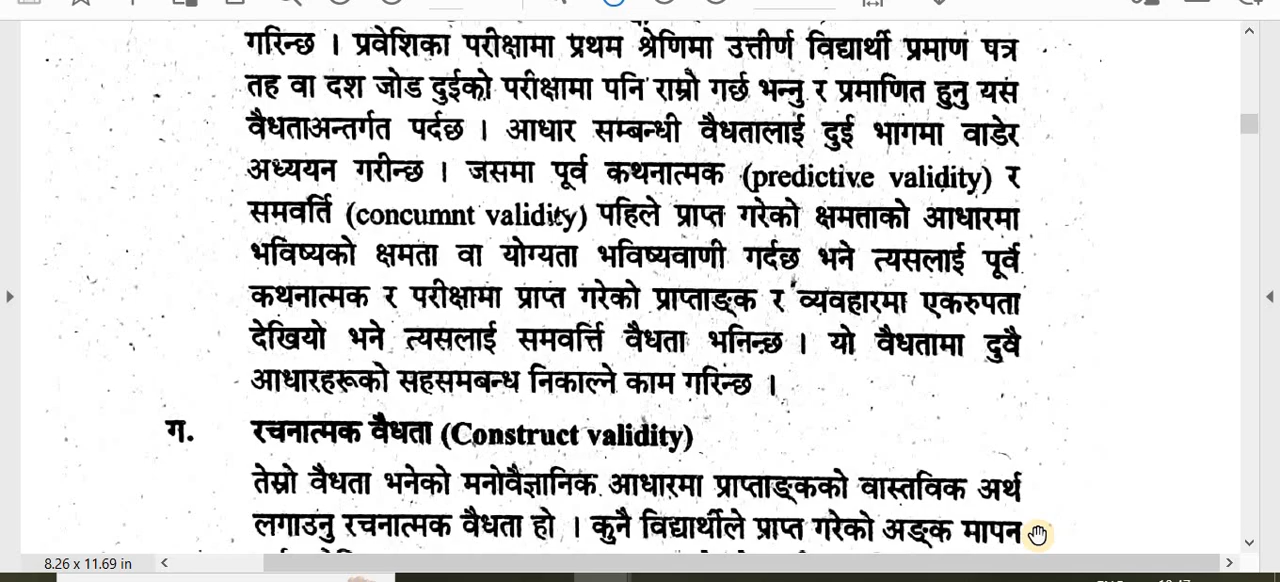 गरिन्छ । प्रवेशिका परीक्षामा प्रथम श्रेणिमा उत्तीर्ण विद्यार्थी प्रमाण पत्र
तह वा दश जोड दुईको परीक्षामा पनि राम्रो गर्छ भन्नु र प्रमाणित हुनु यस
वैधताअन्तर्गत पर्दछ । आधार सम्बन्धी वैधतालाई दुई भागमा वाडेर
अध्ययन गरीन्छ । जसमा पूर्व कथनात्मक (predictive validity) र
समवर्ति (concumnt validity) पहिले प्राप्त गरेको क्षमताको आधारमा
भविष्यको क्षमता वा योग्यता भविष्यवाणी गर्दछ भने त्यसलाई पूर्व
कथनात्मक र परीक्षामा प्राप्त गरेको प्राप्ताङ्क र व्यवहारमा एकरुपता
देखियो भने त्यसलाई समवर्त्ति वैधता भनिन्छ । यो वैधतामा दुवै
आधारहरूको सहसमबन्ध निकाल्ने काम गरिन्छ ।
ग. रचनात्मक वैधता (Construct validity)
तेस्रो वैधता भनेको मनोवैज्ञानिक आधारमा प्राप्ताङ्कको वास्तविक अर्थ
लगाउनु रचनात्मक वैधता हो । कुनै विद्यार्थीले प्राप्त गरेको अङ्क मापन
8.26 x 11.69 in